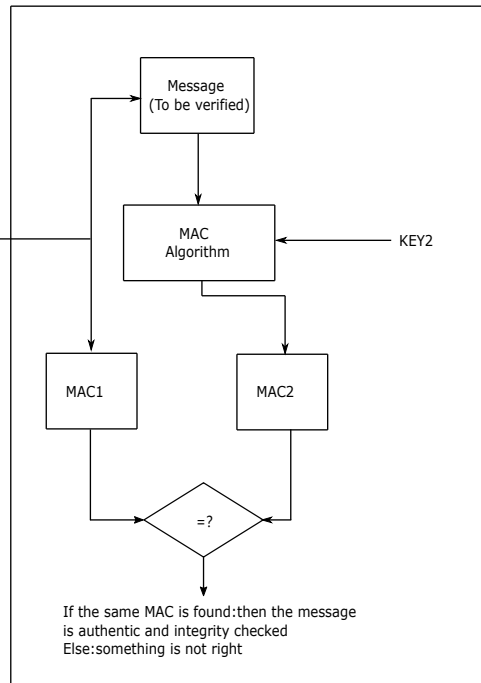 Message
(To be verified)
MAC
Algorithm
KEY2
MAC1
MAC2
=?
If the same MAC is found:then the message
is authentic and integrity checked
Else:something is not right